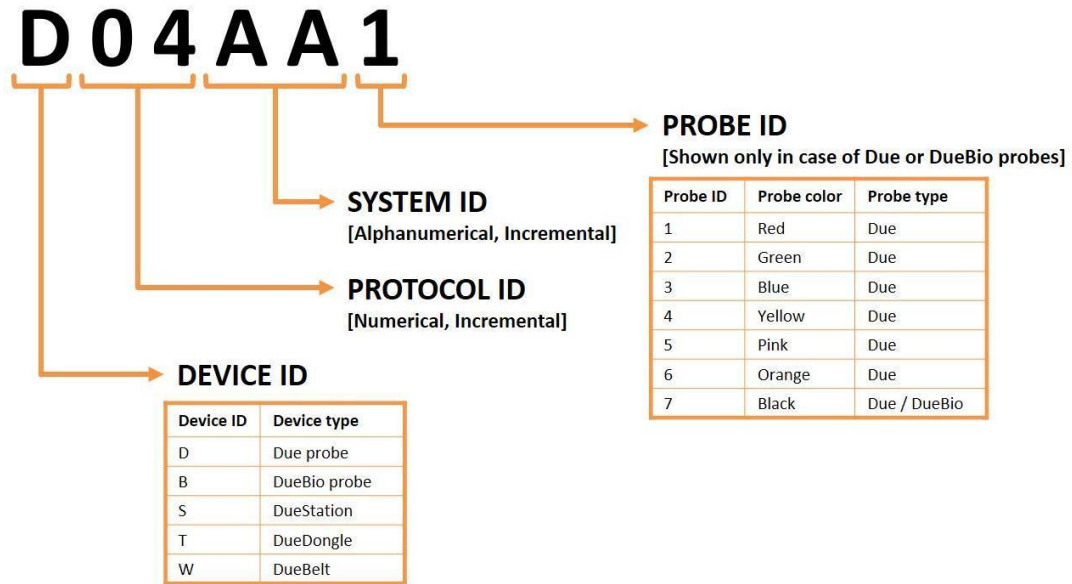 D04AA1
PROBE ID
[Shown only in case of Due or DueBio probes]
Probe ID Probe color Probe type
1 Red Due
2 Green Due
3 Blue Due
4 Yellow Due
5 Pink Due
6 Orange Due
7 Black Due / DueBio
SYSTEM ID
[Alphanumerical, Incremental]
PROTOCOL ID
[Numerical, Incremental]
DEVICE ID
Device ID Device type
D Due probe
B DueBio probe
S DueStation
T DueDongle
W DueBelt